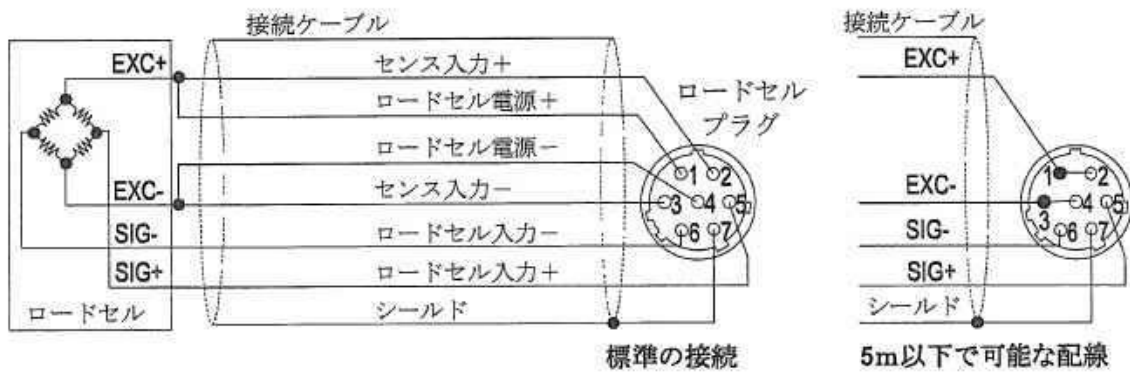 接続ケーブル
EXC+
センス入力+
ロードセル電源+
ロードセル電源-
EXC-
センス入力-
SIG-
ロードセル入力-
SIG+
ロードセル入力+
ロードセル
シールド
ロードセル
プラグ
1 2
3 4 5
6 7
標準の接続
接続ケーブル
EXC+
EXC-
SIG-
SIG+
シールド
1 2
3 4 5
6 7
5m以下で可能な配線